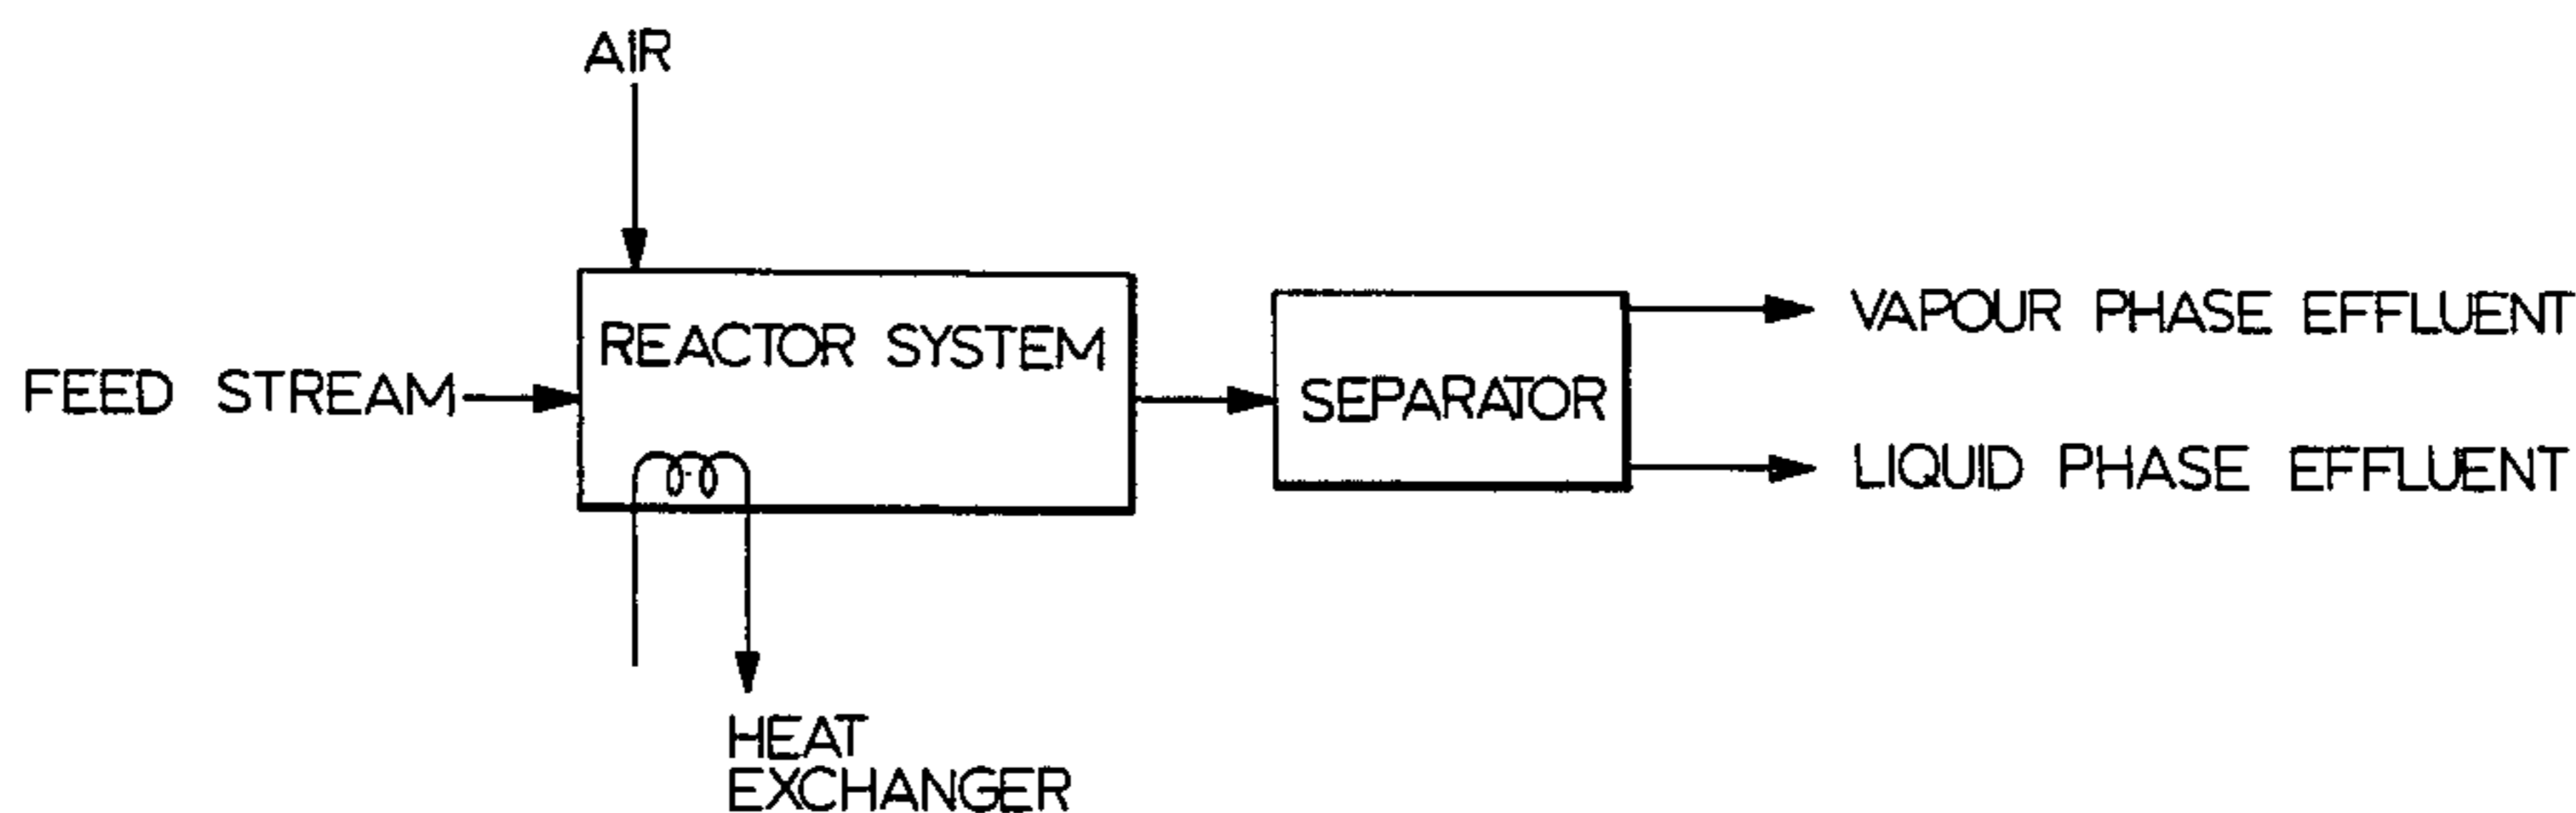 AIR
REACTOR SYSTEM
FEED STREAM
SEPARATOR
VAPOUR PHASE EFFLUENT
LIQUID PHASE EFFLUENT
HEAT
EXCHANGER